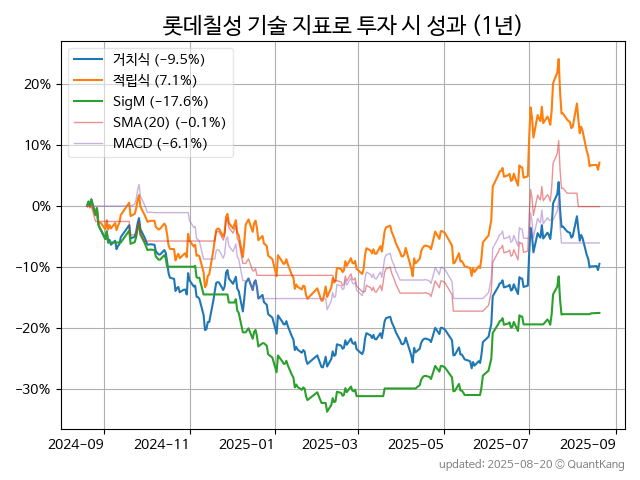 롯데칠성 기술 지표로 투자 시 성과 (1년)
거치식 (-9.5%)
적립식 (7.1%)
SigM (-17.6%)
SMA(20) (-0.1%)
MACD (-6.1%)
20%
10%
0%
-10%
-20%
-30%
2024-09 2024-11 2025-01 2025-03 2025-05 2025-07 2025-09
updated: 2025-08-20 © QuantKang